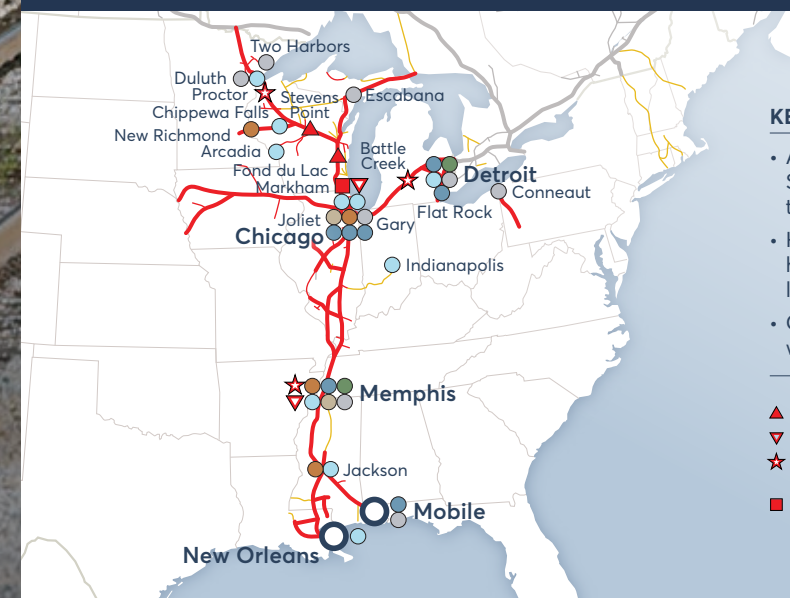 Two Harbors
Duluth
Proctor
Stevens
Point
Escabana
Chippewa Falls
New Richmond
Arcadia
Battle
Creek
Fond du Lac
Markham
Detroit
Conneaut
Flat Rock
Joliet
Gary
Chicago
Indianapolis
Memphis
Jackson
Mobile
New Orleans